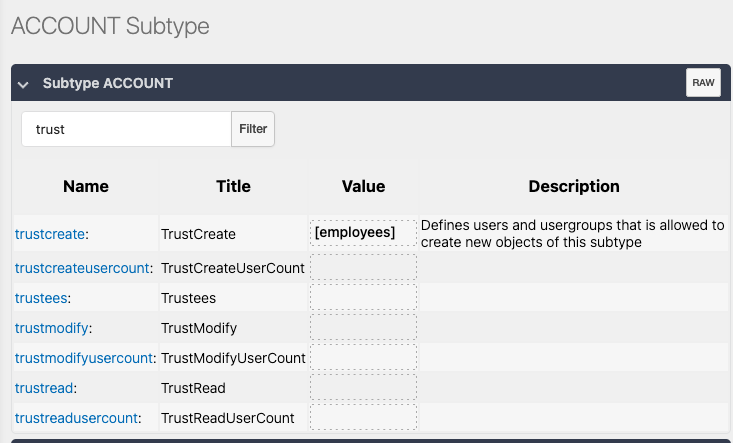 ACCOUNT Subtype
Subtype ACCOUNT
RAW
trust
Filter
Name Title Value Description
trustcreate: TrustCreate [employees] Defines users and usergroups that is allowed to
create new objects of this subtype
trustcreateusercount: TrustCreateUserCount
trustees: Trustees
trustmodify: TrustModify
trustmodifyusercount: TrustModifyUserCount
trustread: TrustRead
trustreadusercount: TrustReadUserCount